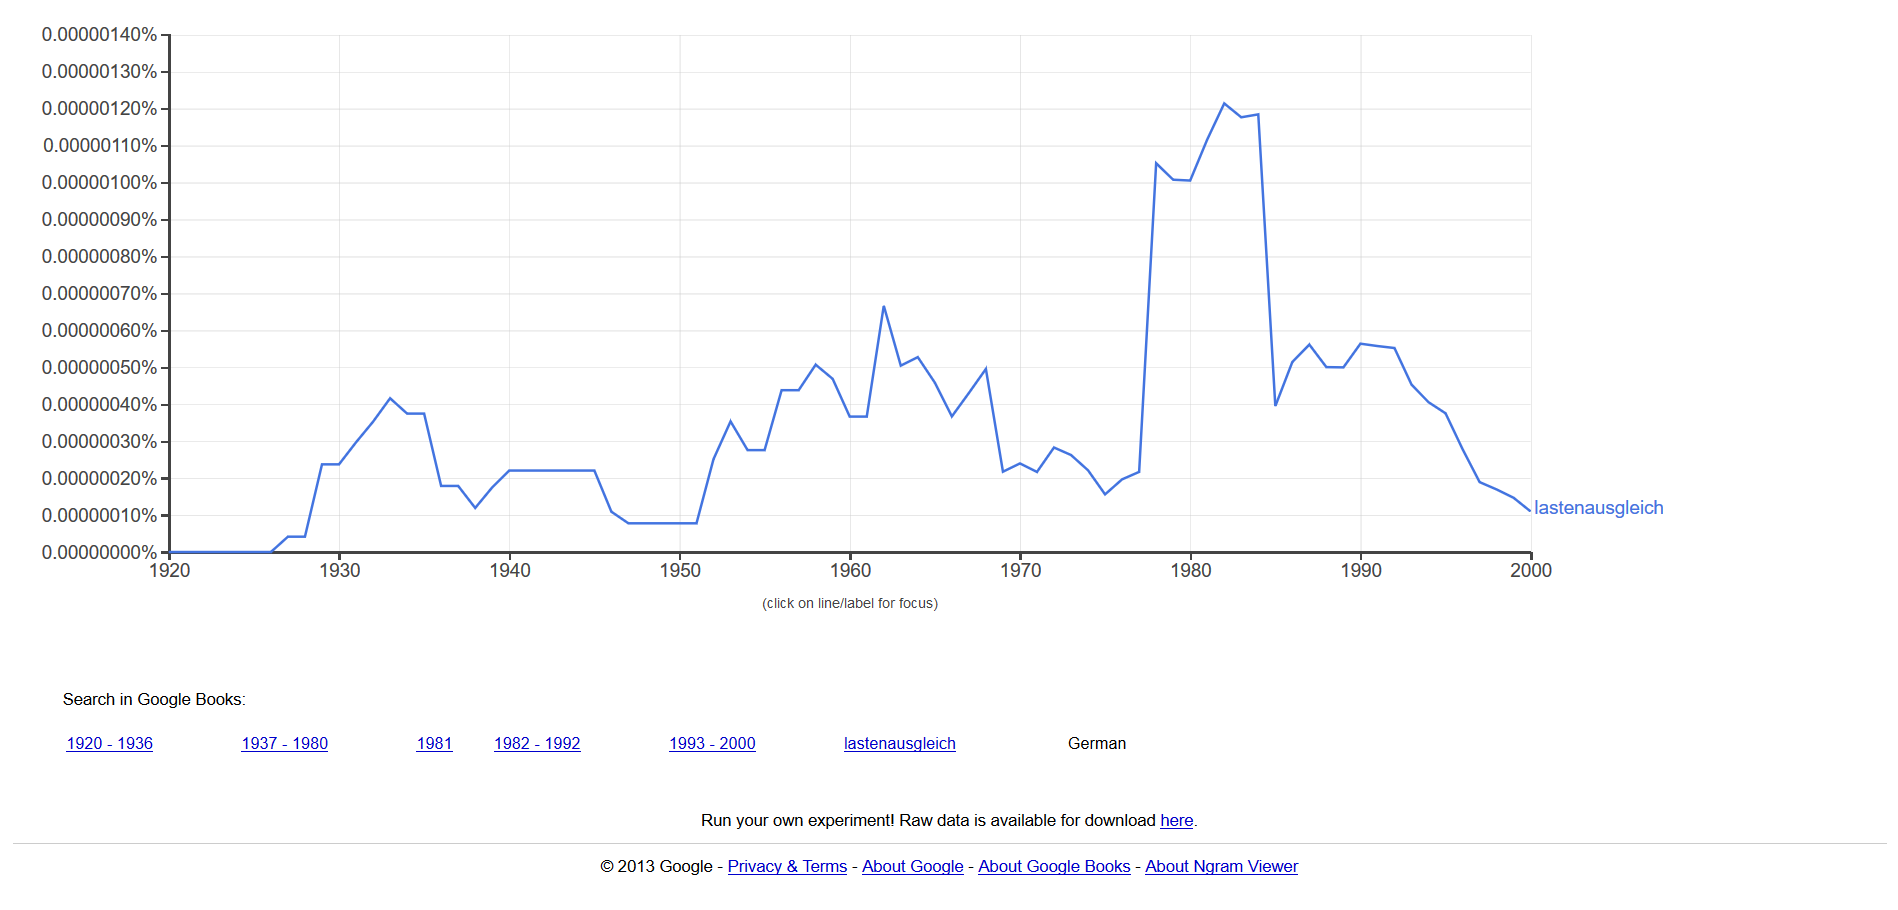 0.00000140%
0.00000130%
0.00000120%
0.00000110%
0.00000100%
0.00000090%
0.00000080%
0.00000070%
0.00000060%
0.00000050%
0.00000040%
0.00000030%
0.00000020%
0.00000010%
0.00000000%
lastenausgleich
1920 1930 1940 1950 1960 1970 1980 1990 2000
(click on line/label for focus)
Search in Google Books:
1920 - 1936 1937 - 1980 1981 1982 - 1992 1993 - 2000 lastenausgleich German
Run your own experiment! Raw data is available for download here.
© 2013 Google - Privacy & Terms - About Google - About Google Books - About Ngram Viewer